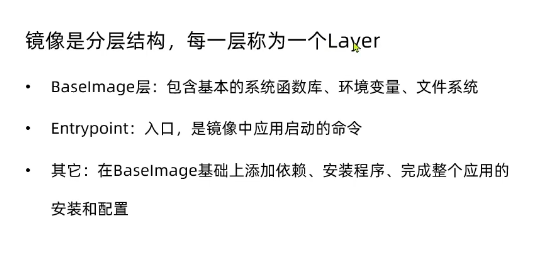 镜像是分层结构，每一层称为一个Layer
• BaseImage层：包含基本的系统函数库、环境变量、文件系统
• Entrypoint：入口，是镜像中应用启动的命令
• 其它：在BaseImage基础上添加依赖、安装程序、完成整个应用的
安装和配置